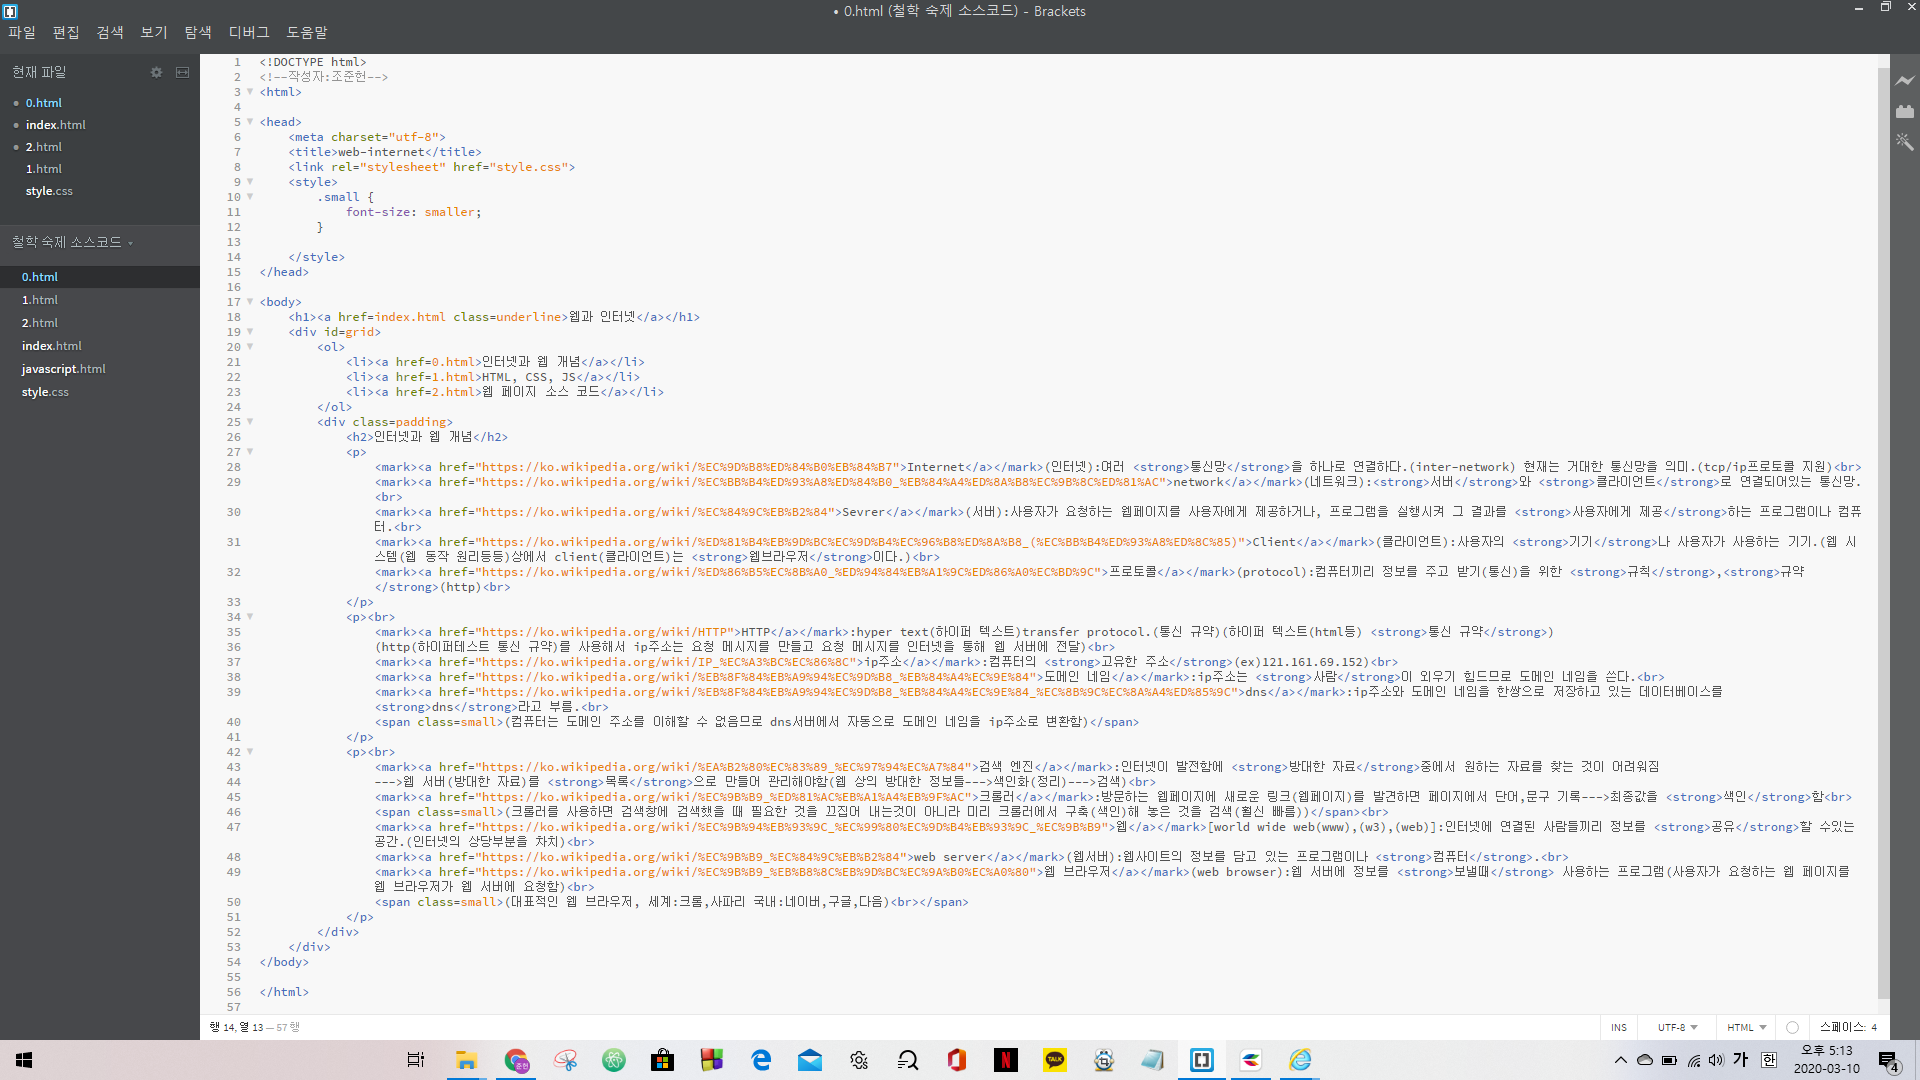 • 0.html (철학 숙제 소스코드) - Brackets
파일 편집 검색 보기 탐색 디버그 도움말
현재 파일
0.html
index.html
2.html
1.html
style.css
철학 숙제 소스코드
0.html
1.html
2.html
index.html
javascript.html
style.css
1 <!DOCTYPE html>
2 <!--작성자:조준헌-->
3 <html>
4
5 <head>
6 <meta charset="utf-8">
7 <title>web-internet</title>
8 <link rel="stylesheet" href="style.css">
9 <style>
10 .small {
11 font-size: smaller;
12 }
13
14 </style>
15 </head>
16
17 <body>
18 <h1><a href=index.html class=underline>웹과 인터넷</a></h1>
19 <div id=grid>
20 <ol>
21 <li><a href=0.html>인터넷과 웹 개념</a></li>
22 <li><a href=1.html>HTML, CSS, JS</a></li>
23 <li><a href=2.html>웹 페이지 소스 코드</a></li>
24 </ol>
25 <div class=padding>
26 <h2>인터넷과 웹 개념</h2>
27 <p>
28 <mark><a href="https://ko.wikipedia.org/wiki/%EC%9D%B8%ED%84%B0%EB%84%B7">Internet</a></mark>(인터넷):여러 <strong>통신망</strong>을 하나로 연결하다.(inter-network) 현재는 거대한 통신망을 의미.(tcp/ip프로토콜 지원)<br>
29 <mark><a href="https://ko.wikipedia.org/wiki/%EC%BB%B4%ED%93%A8%ED%84%B0_%EB%84%A4%ED%8A%B8%EC%9B%8C%ED%81%AC">network</a></mark>(네트워크):<strong>서버</strong>와 <strong>클라이언트</strong>로 연결되어있는 통신망.
<br>
30 <mark><a href="https://ko.wikipedia.org/wiki/%EC%84%9C%EB%B2%84">Sevrer</a></mark>(서버):사용자가 요청하는 웹페이지를 사용자에게 제공하거나, 프로그램을 실행시켜 그 결과를 <strong>사용자에게 제공</strong>하는 프로그램이나 컴퓨
터.<br>
31 <mark><a href="https://ko.wikipedia.org/wiki/%ED%81%B4%EB%9D%BC%EC%9D%B4%EC%96%B8%ED%8A%B8_(%EC%BB%B4%ED%93%A8%ED%8C%85)">Client</a></mark>(클라이언트):사용자의 <strong>기기</strong>나 사용자가 사용하는 기기.(웹 시
스템(웹 동작 원리등등)상에서 client(클라이언트)는 <strong>웹브라우저</strong>이다.)<br>
32 <mark><a href="https://ko.wikipedia.org/wiki/%ED%86%B5%EC%8B%A0_%ED%94%84%EB%A1%9C%ED%86%A0%EC%BD%9C">프로토콜</a></mark>(protocol):컴퓨터끼리 정보를 주고 받기(통신)을 위한 <strong>규칙</strong>,<strong>규약
</strong>(http)<br>
33 </p>
34 <p><br>
35 <mark><a href="https://ko.wikipedia.org/wiki/HTTP">HTTP</a></mark>:hyper text(하이퍼 텍스트)transfer protocol.(통신 규약)(하이퍼 텍스트(html등) <strong>통신 규약</strong>)
36 (http(하이퍼테스트 통신 규약)를 사용해서 ip주소는 요청 메시지를 만들고 요청 메시지를 인터넷을 통해 웹 서버에 전달)<br>
37 <mark><a href="https://ko.wikipedia.org/wiki/IP_%EC%A3%BC%EC%86%8C">ip주소</a></mark>:컴퓨터의 <strong>고유한 주소</strong>(ex)121.161.69.152)<br>
38 <mark><a href="https://ko.wikipedia.org/wiki/%EB%8F%84%EB%A9%94%EC%9D%B8_%EB%84%A4%EC%9E%84">도메인 네임</a></mark>:ip주소는 <strong>사람</strong>이 외우기 힘드므로 도메인 네임을 쓴다.<br>
39 <mark><a href="https://ko.wikipedia.org/wiki/%EB%8F%84%EB%A9%94%EC%9D%B8_%EB%84%A4%EC%9E%84_%EC%8B%9C%EC%8A%A4%ED%85%9C">dns</a></mark>:ip주소와 도메인 네임을 한쌍으로 저장하고 있는 데이터베이스를
<strong>dns</strong>라고 부름.<br>
40 <span class=small>(컴퓨터는 도메인 주소를 이해할 수 없음므로 dns서버에서 자동으로 도메인 네임을 ip주소로 변환함)</span>
41 </p>
42 <p><br>
43 <mark><a href="https://ko.wikipedia.org/wiki/%EA%B2%80%EC%83%89_%EC%97%94%EC%A7%84">검색 엔진</a></mark>:인터넷이 발전함에 <strong>방대한 자료</strong>중에서 원하는 자료를 찾는 것이 어려워짐
44 --->웹 서버(방대한 자료)를 <strong>목록</strong>으로 만들어 관리해야함(웹 상의 방대한 정보들--->색인화(정리)--->검색)<br>
45 <mark><a href="https://ko.wikipedia.org/wiki/%EC%9B%B9_%ED%81%AC%EB%A1%A4%EB%9F%AC">크롤러</a></mark>:방문하는 웹페이지에 새로운 링크(웹페이지)를 발견하면 페이지에서 단어,문구 기록--->최종값을 <strong>색인</strong>함<br>
46 <span class=small>(크롤러를 사용하면 검색창에 검색했을 때 필요한 것을 끄집어 내는것이 아니라 미리 크롤러에서 구축(색인)해 놓은 것을 검색(훨신 빠름))</span><br>
47 <mark><a href="https://ko.wikipedia.org/wiki/%EC%9B%94%EB%93%9C_%EC%99%80%EC%9D%B4%EB%93%9C_%EC%9B%B9">웹</a></mark>[world wide web(www),(w3),(web)]:인터넷에 연결된 사람들끼리 정보를 <strong>공유</strong>할 수있는
공간.(인터넷의 상당부분을 차치)<br>
48 <mark><a href="https://ko.wikipedia.org/wiki/%EC%9B%B9_%EC%84%9C%EB%B2%84">web server</a></mark>(웹서버):웹사이트의 정보를 담고 있는 프로그램이나 <strong>컴퓨터</strong>.<br>
49 <mark><a href="https://ko.wikipedia.org/wiki/%EC%9B%B9_%EB%B8%8C%EB%9D%BC%EC%9A%B0%EC%A0%80">웹 브라우저</a></mark>(web browser):웹 서버에 정보를 <strong>보낼때</strong> 사용하는 프로그램(사용자가 요청하는 웹 페이지를
웹 브라우저가 웹 서버에 요청함)<br>
50 <span class=small>(대표적인 웹 브라우저, 세계:크롬,사파리 국내:네이버,구글,다음)<br></span>
51 </p>
52 </div>
53 </div>
54 </body>
55
56 </html>
57
행 14, 열 13 — 57 행
INS UTF-8 HTML 스페이스: 4
준헌
N
TALK
가 한
오후 5:13
2020-03-10
4